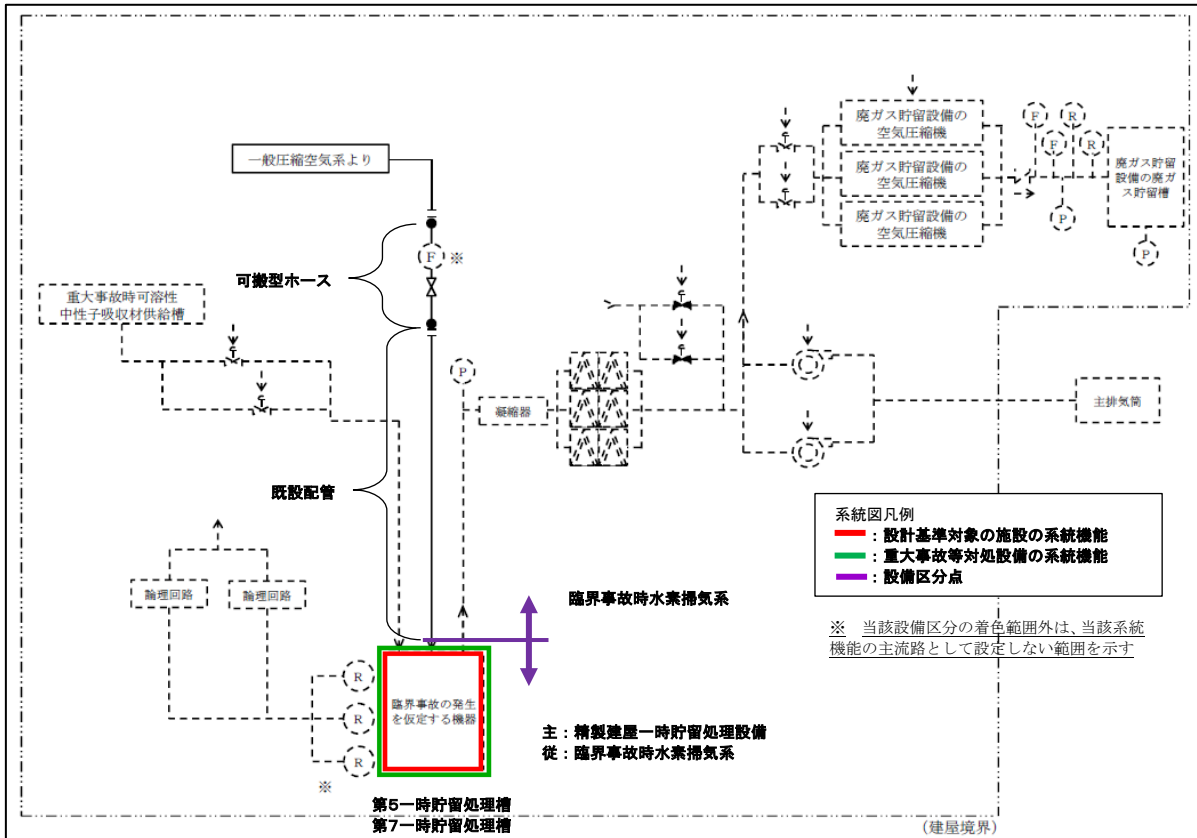 廃ガス貯留設備の
空気圧縮機
廃ガス貯留設備の
空気圧縮機
廃ガス貯留設備の
空気圧縮機
F
R
F
R
P
P
廃ガス貯留
設備の廃ガ
ス貯留槽
一般圧縮空気系より
F
※
可搬型ホース
重大事故時可溶性
中性子吸収材供給槽
P
凝縮器
主排気筒
既設配管
系統図凡例
：設計基準対象の施設の系統機能
：重大事故等対処設備の系統機能
：設備区分点
※　当該設備区分の着色範囲外は、当該系統
機能の主流路として設定しない範囲を示す
論理回路
論理回路
臨界事故時水素掃気系
R
R
R
※
臨界事故の発生
を仮定する機器
主：精製建屋一時貯留処理設備
従：臨界事故時水素掃気系
第5一時貯留処理槽
第7一時貯留処理槽
(建屋境界)